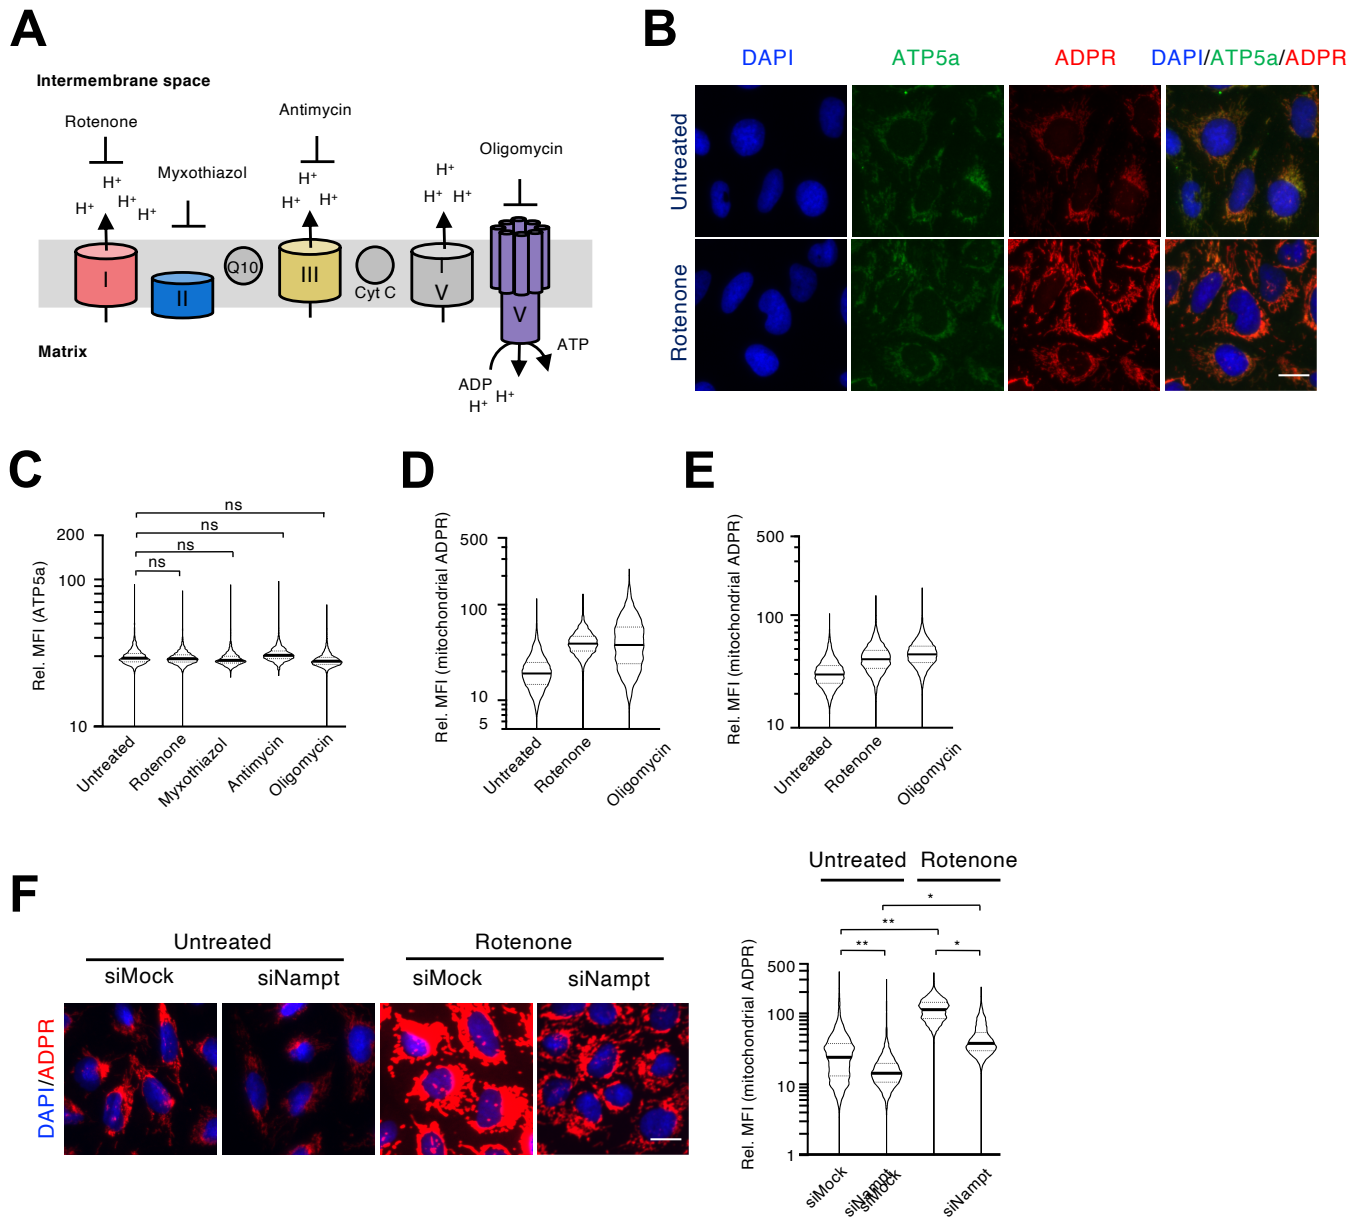 A
Intermembrane space
Rotenone
Antimycin
Myxothiazol
Oligomycin
H+
H+
H+
H+
H+
H+
H+
H+
H+
H+
I
II
Q10
III
Cyt C
I
V
V
Matrix
ATP
ADP
H+
H+
B
DAPI
ATP5a
ADPR
DAPI/ATP5a/ADPR
Untreated
Rotenone
C
Rel. MFI (ATP5a)
200
100
10
ns
ns
ns
ns
Untreated
Rotenone
Myxothiazol
Antimycin
Oligomycin
D
Rel. MFI (mitochondrial ADPR)
500
100
10
5
Untreated
Rotenone
Oligomycin
E
Rel. MFI (mitochondrial ADPR)
500
100
10
Untreated
Rotenone
Oligomycin
F
Untreated
Rotenone
siMock
siNampt
siMock
siNampt
DAPI/ADPR
Untreated
Rotenone
*
**
**
*
Rel. MFI (mitochondrial ADPR)
500
100
10
1
siMock
siNampt
siMock
siNampt